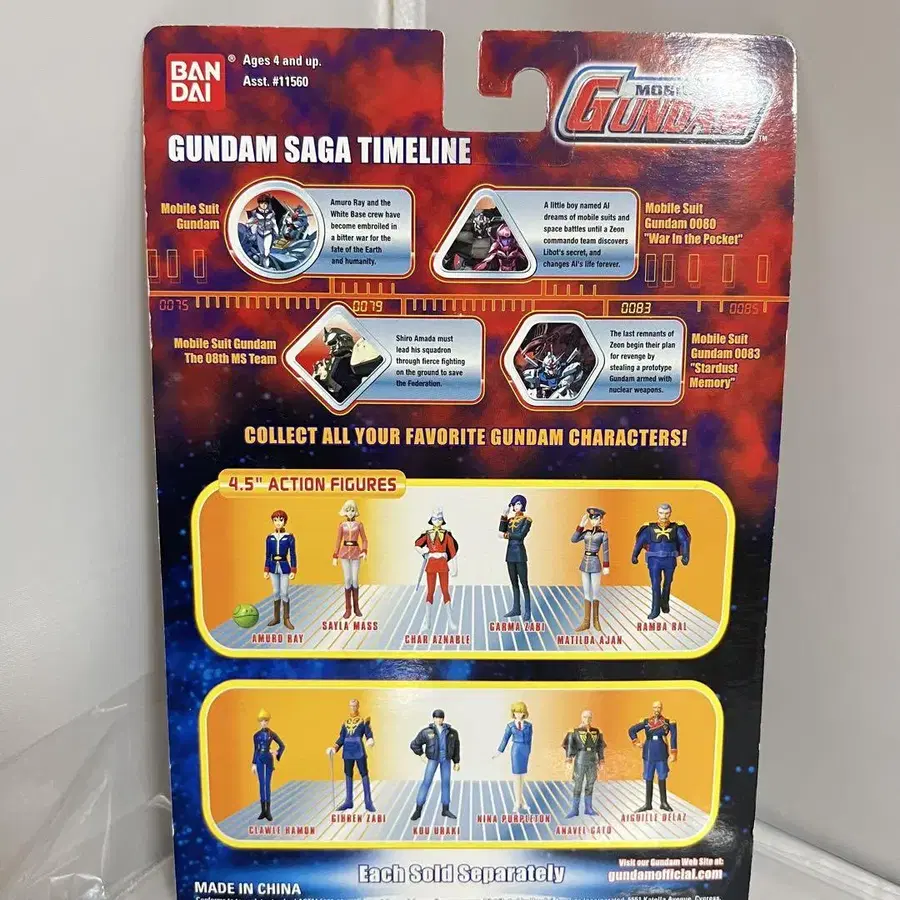 BAN
DAI
®
Ages 4 and up.
Asst. #11560
GUNDAM
™
GUNDAM SAGA TIMELINE
Mobile Suit
Gundam
Amuro Ray and the
White Base crew have
become embroiled in
a bitter war for the
fate of the Earth
and humanity.
A little boy named Al
dreams of mobile suits and
space battles until a Zeon
commando team discovers
Libot's secret, and
changes Al's life forever.
Mobile Suit
Gundam 0080
"War In the Pocket"
0075
0079
0083
0085
Mobile Suit Gundam
The 08th MS Team
Shiro Amada must
lead his squadron
through fierce fighting
on the ground to save
the Federation.
The last remnants of
Zeon begin their plan
for revenge by
stealing a prototype
Gundam armed with
nuclear weapons.
Mobile Suit
Gundam 0083
"Stardust
Memory"
COLLECT ALL YOUR FAVORITE GUNDAM CHARACTERS!
4.5" ACTION FIGURES
AMURO RAY
SAYLA MASS
CHAR AZNABLE
GARMA ZABI
MATILDA AJAN
RAMBA RAL
CLAWLE HAMON
GIHREN ZABI
KOU URAKI
NINA PURPLETON
ANAVEL GATO
AIGUILLE DELAZ
Each Sold Separately
Visit our Gundam Web Site at:
gundamofficial.com
MADE IN CHINA